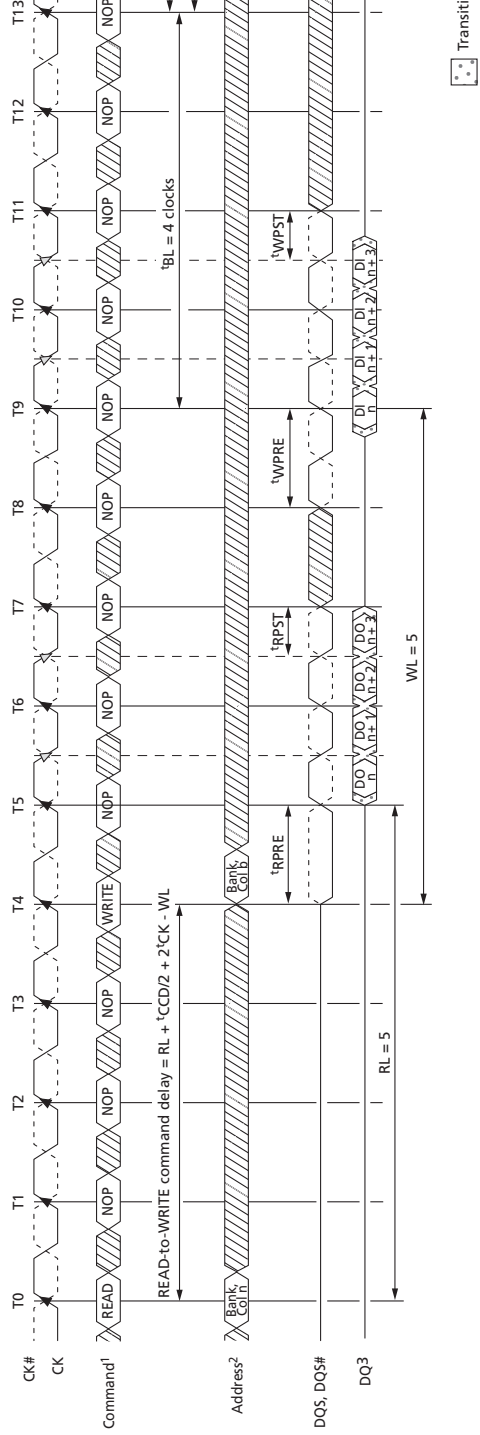 T0 T1 T2 T3 T4 T5 T6 T7 T8 T9 T10 T11 T12 T13
CK#
CK
Command1 READ NOP NOP NOP WRITE NOP NOP NOP NOP NOP NOP NOP NOP NOP
READ-to-WRITE command delay = RL + tCCD/2 + 2tCK - WL
tBL = 4 clocks
Address2 Bank, Col n Bank, Col b
tRPRE tRPST tWPRE tWPST
DQS, DQS#
DQ3 DO n DO n + 1 DO n + 2 DO n + 3 DI n DI n + 1 DI n + 2 DI n + 3
WL = 5
RL = 5